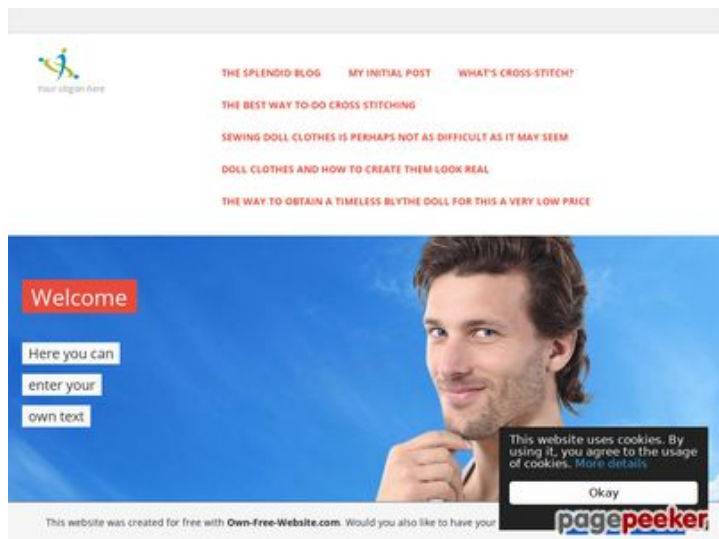 Your slogan here
THE SPLENDID BLOG MY INITIAL POST WHAT'S CROSS-STITCH?
THE BEST WAY TO DO CROSS STITCHING
SEWING DOLL CLOTHES IS PERHAPS NOT AS DIFFICULT AS IT MAY SEEM
DOLL CLOTHES AND HOW TO CREATE THEM LOOK REAL
THE WAY TO OBTAIN A TIMELESS BLYTHE DOLL FOR THIS A VERY LOW PRICE
Welcome
Here you can
enter your
own text
This website uses cookies. By
using it, you agree to the usage
of cookies. More details
Okay
This website was created for free with Own-Free-Website.com. Would you also like to have your
pagepeeker